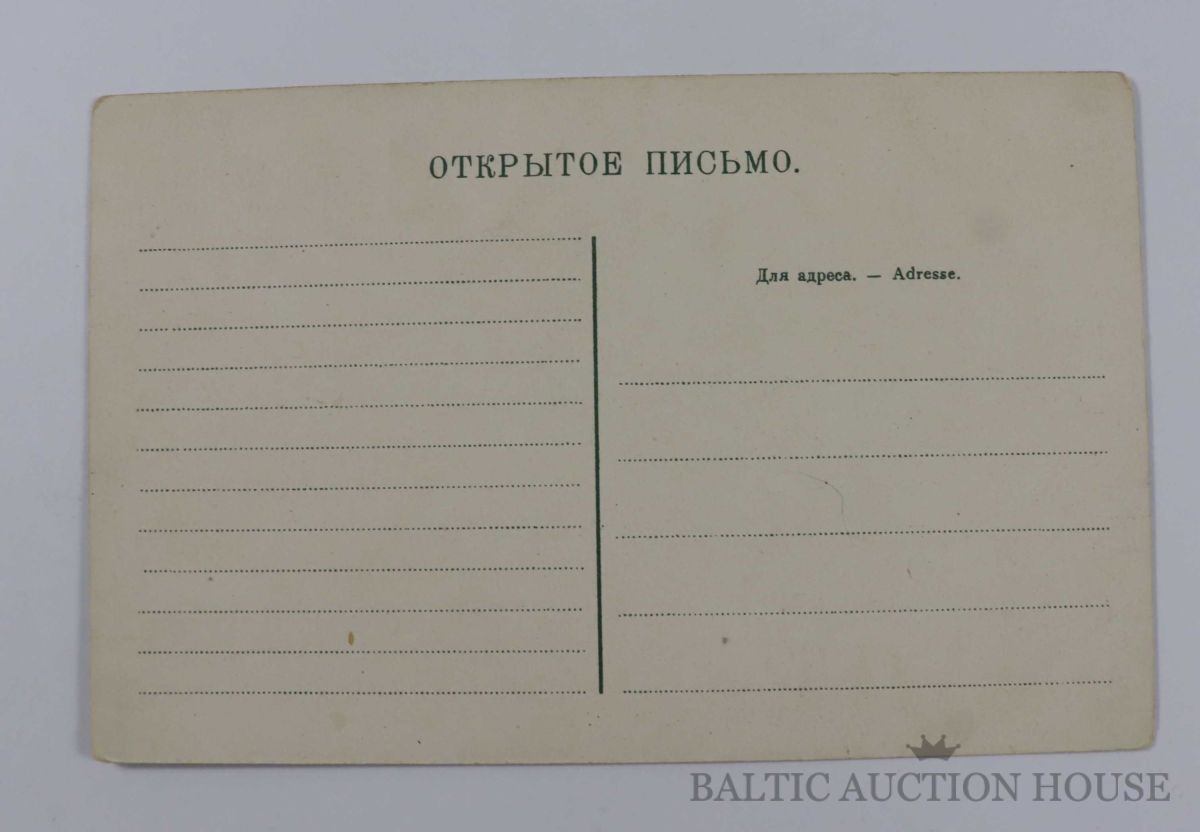 ОТКРЫТОЕ ПИСЬМО.
Для адреса. — Adresse.
BALTIC AUCTION HOUSE